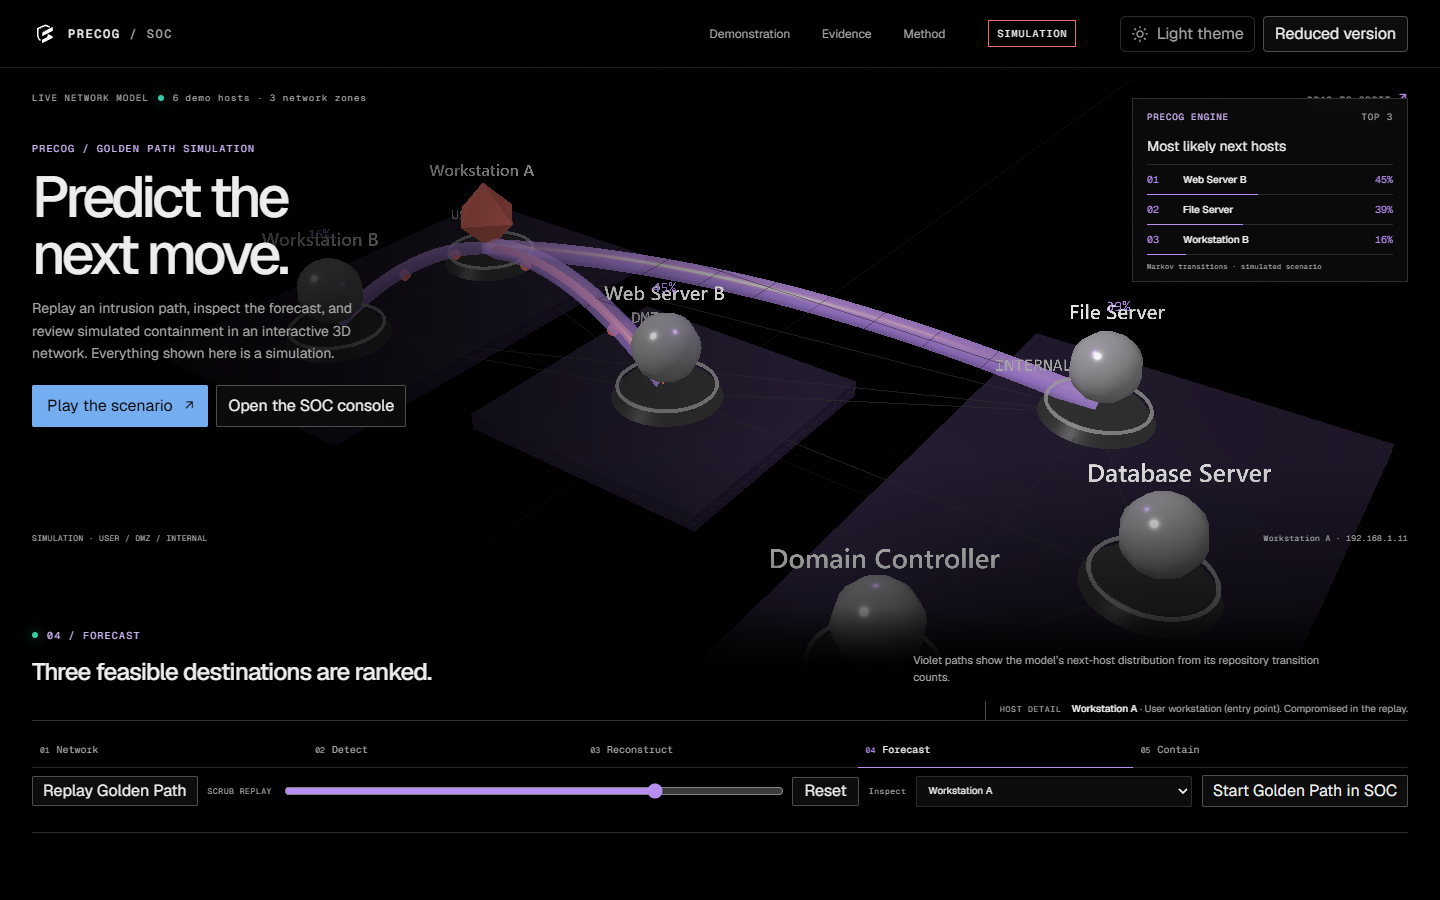 PRECOG / SOC
Demonstration
Evidence
Method
SIMULATION
Light theme
Reduced version
LIVE NETWORK MODEL
6 demo hosts · 3 network zones
PRECOG / GOLDEN PATH SIMULATION
Predict the
next move.
Replay an intrusion path, inspect the forecast, and
review simulated containment in an interactive 3D
network. Everything shown here is a simulation.
Play the scenario
Open the SOC console
PRECOG ENGINE
TOP 3
Most likely next hosts
01 Web Server B 45%
02 File Server 39%
03 Workstation B 16%
Markov transitions · simulated scenario
Workstation A
Workstation B
16%
Web Server B
45%
DMZ
File Server
39%
INTERNAL
Database Server
Domain Controller
SIMULATION · USER / DMZ / INTERNAL
Workstation A · 192.168.1.11
04 / FORECAST
Three feasible destinations are ranked.
Violet paths show the model's next-host distribution from its repository transition
counts.
HOST DETAIL Workstation A · User workstation (entry point). Compromised in the replay.
01 Network
02 Detect
03 Reconstruct
04 Forecast
05 Contain
Replay Golden Path
SCRUB REPLAY
Reset
Inspect
Workstation A
Start Golden Path in SOC